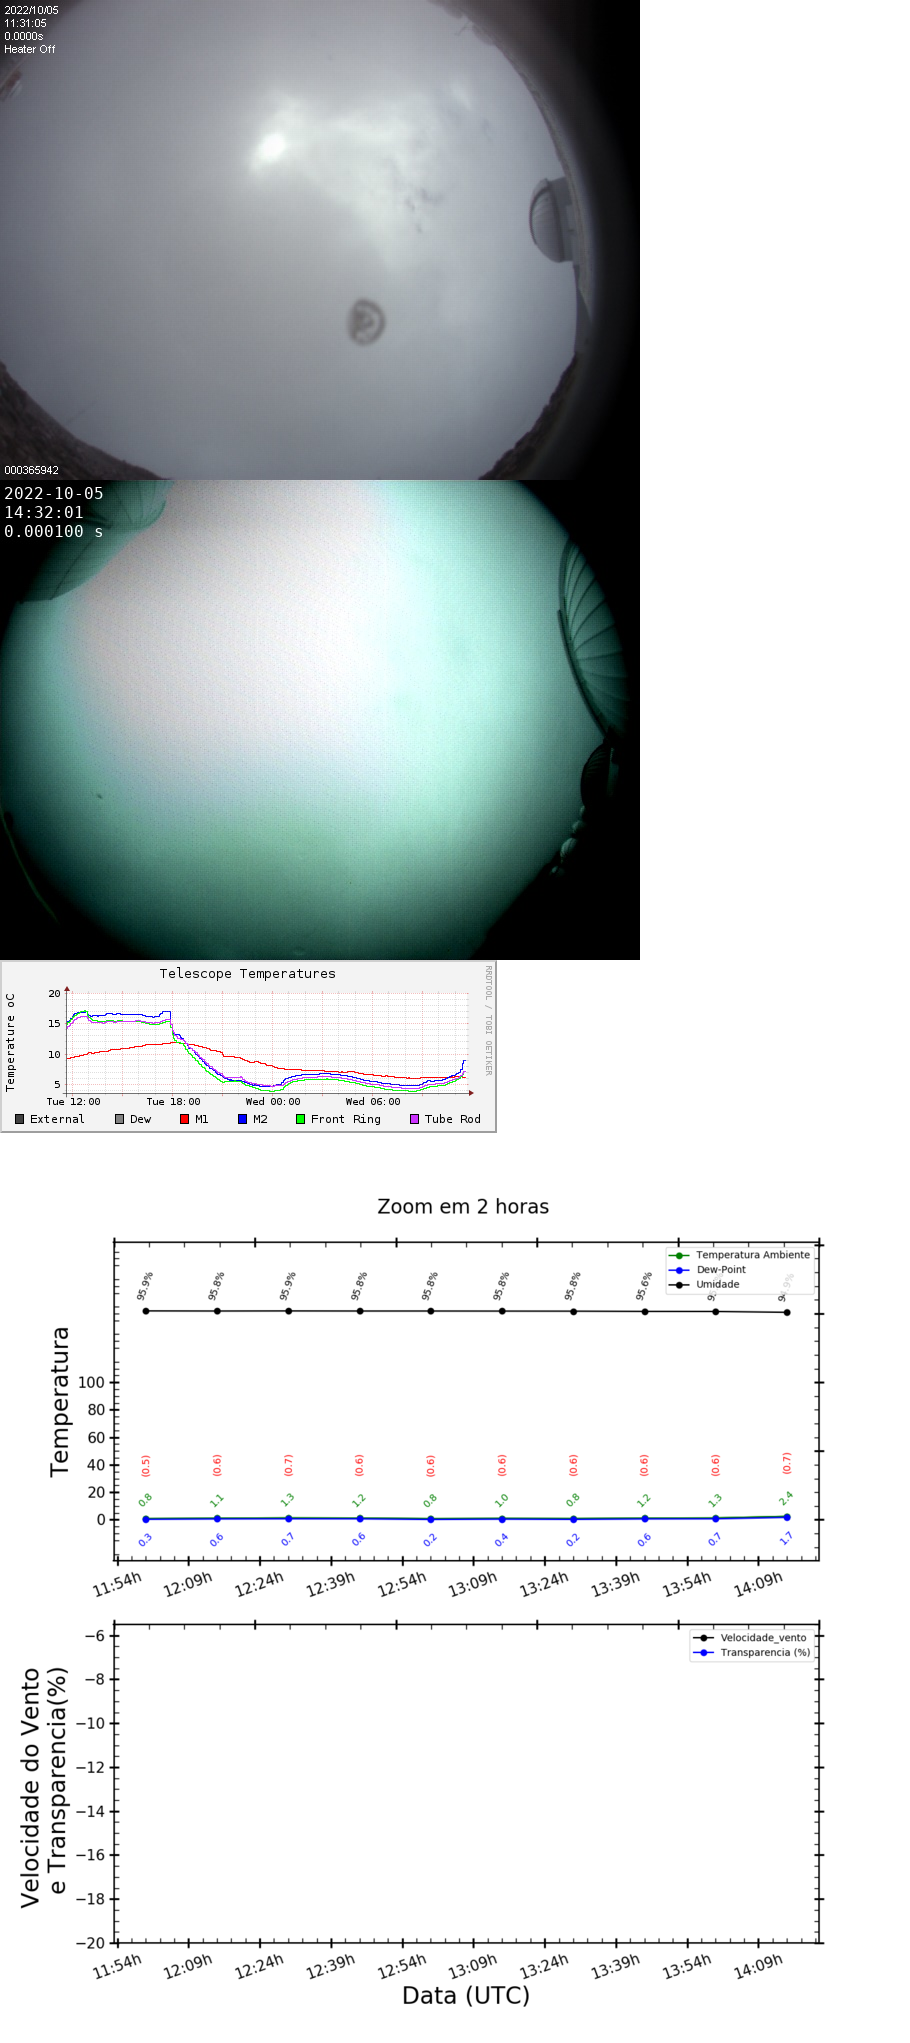 2022/10/05
11:31:05
0.0000s
Heater Off
000365942
2022-10-05
14:32:01
0.000100 s
Telescope Temperatures
RRDTOOL / TOBI OETIKER
Temperature oC
20
15
10
5
Tue 12:00 Tue 18:00 Wed 00:00 Wed 06:00
External Dew M1 M2 Front Ring Tube Rod
Zoom em 2 horas
Temperatura Ambiente
Dew-Point
Umidade
95.9% 95.8% 95.9% 95.8% 95.8% 95.8% 95.8% 95.6%
Temperatura
100
80
60
40
20
0
(0.5) (0.6) (0.7) (0.6) (0.6) (0.6) (0.6) (0.6) (0.6) (0.7)
0.8 1.1 1.3 1.2 0.8 1.0 0.8 1.2 1.3 2.4
0.3 0.6 0.7 0.6 0.2 0.4 0.2 0.6 0.7 1.7
11:54h 12:09h 12:24h 12:39h 12:54h 13:09h 13:24h 13:39h 13:54h 14:09h
Velocidade_vento
Transparencia (%)
Velocidade do Vento
e Transparencia(%)
−6
−8
−10
−12
−14
−16
−18
−20
11:54h 12:09h 12:24h 12:39h 12:54h 13:09h 13:24h 13:39h 13:54h 14:09h
Data (UTC)